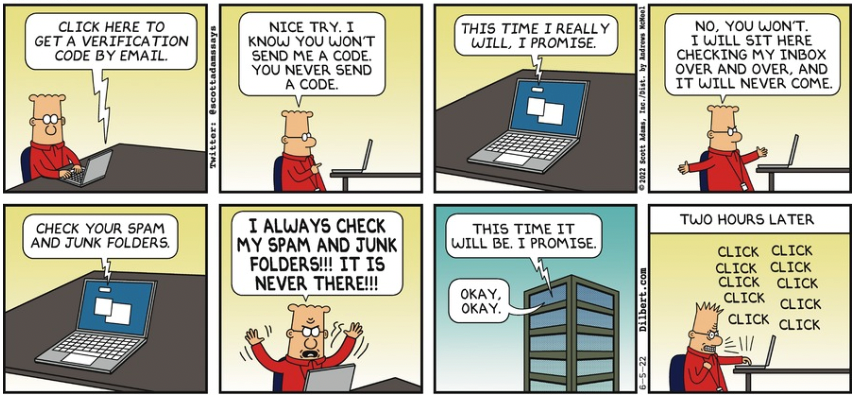 CLICK HERE TO
GET A VERIFICATION
CODE BY EMAIL.
Twitter: @scottadamssays
NICE TRY. I
KNOW YOU WON'T
SEND ME A CODE.
YOU NEVER SEND
A CODE.
THIS TIME I REALLY
WILL, I PROMISE.
©2022 Scott Adams, Inc./Dist. by Andrews McMeel
NO, YOU WON'T.
I WILL SIT HERE
CHECKING MY INBOX
OVER AND OVER, AND
IT WILL NEVER COME.
CHECK YOUR SPAM
AND JUNK FOLDERS.
I ALWAYS CHECK
MY SPAM AND JUNK
FOLDERS!!! IT IS
NEVER THERE!!!
THIS TIME IT
WILL BE. I PROMISE.
OKAY,
OKAY.
6-5-22 Dilbert.com
TWO HOURS LATER
CLICK CLICK
CLICK CLICK
CLICK CLICK
CLICK CLICK
CLICK CLICK